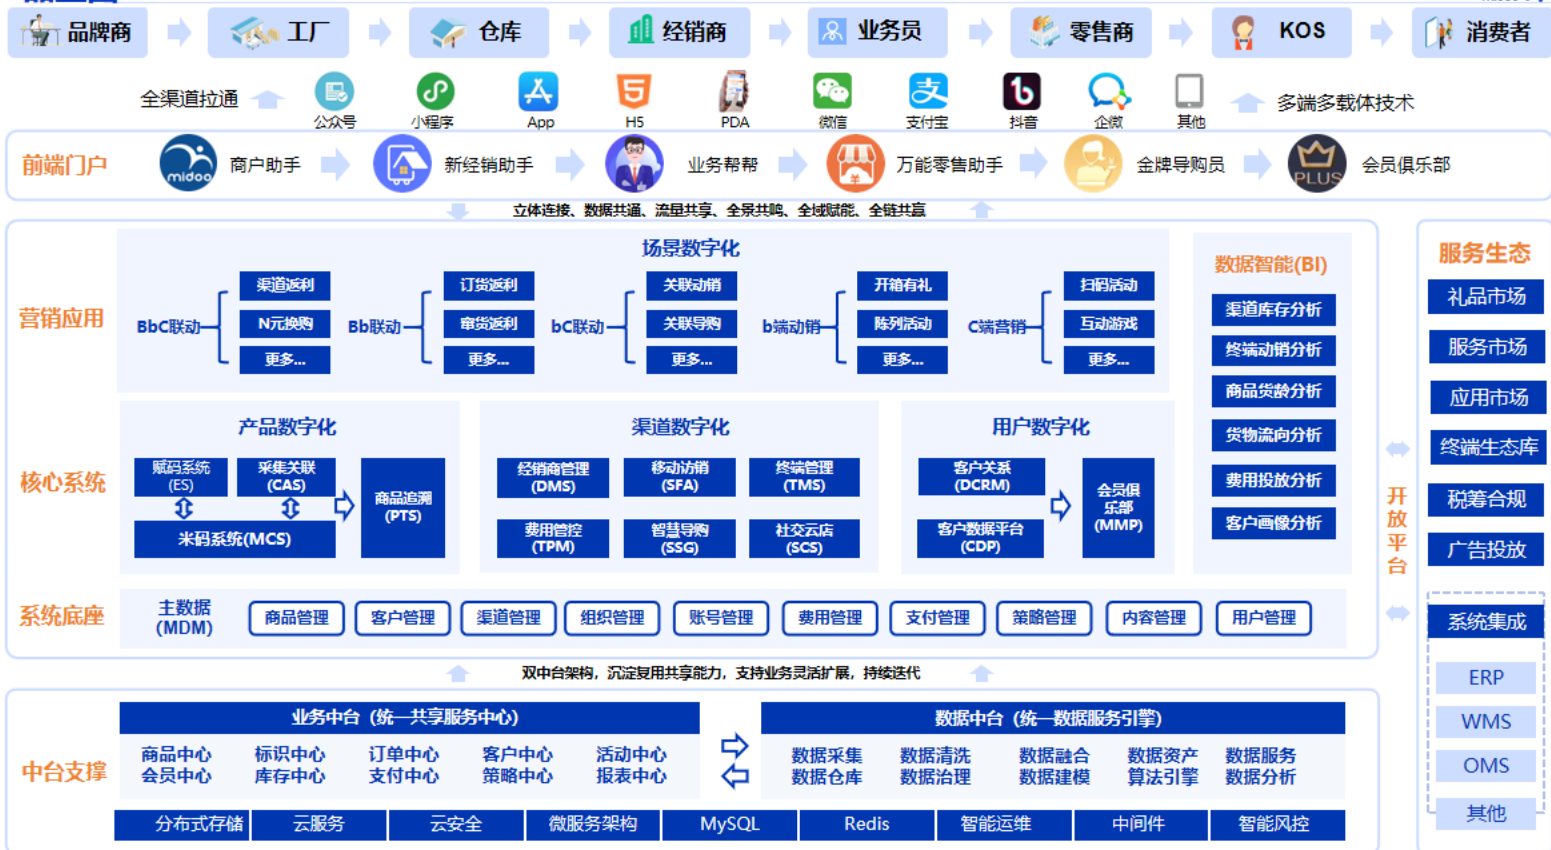 品牌商
工厂
仓库
经销商
业务员
零售商
KOS
消费者
全渠道拉通
公众号
小程序
App
H5
PDA
微信
支付宝
抖音
企微
其他
多端多载体技术
前端门户
midoo
商户助手
新经销助手
业务帮帮
万能零售助手
金牌导购员
PLUS
会员俱乐部
立体连接、数据共通、流量共享、全景共鸣、全域赋能、全链共赢
营销应用
场景数字化
BbC联动
渠道返利
N元换购
更多...
Bb联动
订货返利
窜货返利
更多...
bC联动
关联动销
关联导购
更多...
b端动销
开箱有礼
陈列活动
更多...
C端营销
扫码活动
互动游戏
更多...
数据智能(BI)
渠道库存分析
终端动销分析
商品货龄分析
货物流向分析
费用投放分析
客户画像分析
核心系统
产品数字化
赋码系统
(ES)
采集关联
(CAS)
米码系统(MCS)
商品追溯
(PTS)
渠道数字化
经销商管理
(DMS)
移动访销
(SFA)
终端管理
(TMS)
费用管控
(TPM)
智慧导购
(SSG)
社交云店
(SCS)
用户数字化
客户关系
(DCRM)
客户数据平台
(CDP)
会员俱
乐部
(MMP)
系统底座
主数据
(MDM)
商品管理
客户管理
渠道管理
组织管理
账号管理
费用管理
支付管理
策略管理
内容管理
用户管理
开放平台
服务生态
礼品市场
服务市场
应用市场
终端生态库
税筹合规
广告投放
系统集成
ERP
WMS
OMS
其他
双中台架构，沉淀复用共享能力，支持业务灵活扩展，持续迭代
中台支撑
业务中台（统一共享服务中心）
商品中心 标识中心 订单中心 客户中心 活动中心
会员中心 库存中心 支付中心 策略中心 报表中心
数据中台（统一数据服务引擎）
数据采集 数据清洗 数据融合 数据资产 数据服务
数据仓库 数据治理 数据建模 算法引擎 数据分析
分布式存储
云服务
云安全
微服务架构
MySQL
Redis
智能运维
中间件
智能风控